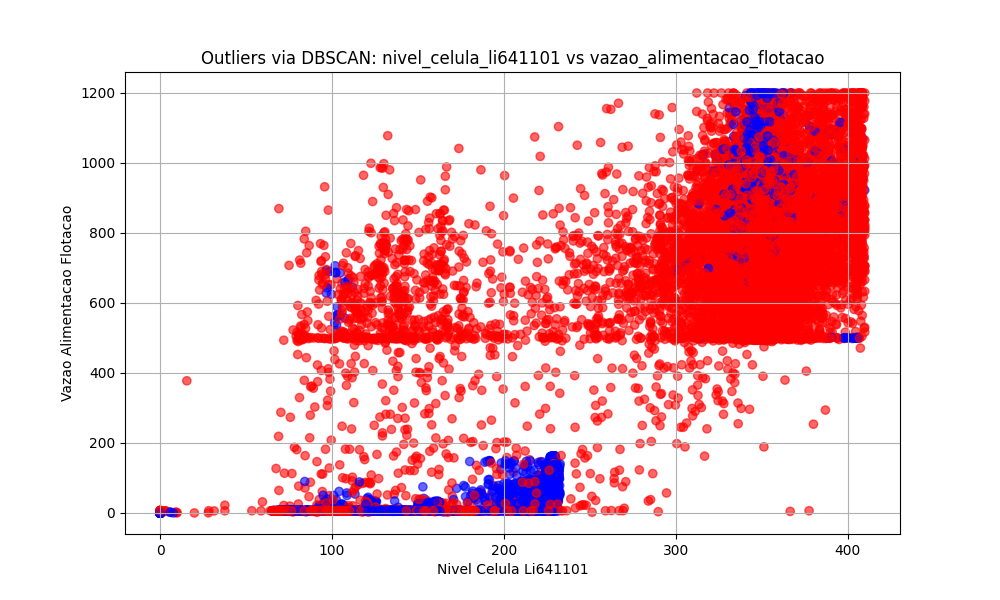 Outliers via DBSCAN: nivel_celula_li641101 vs vazao_alimentacao_flotacao
1200
1000
800
600
400
200
0
Vazao Alimentacao Flotacao
0 100 200 300 400
Nivel Celula Li641101